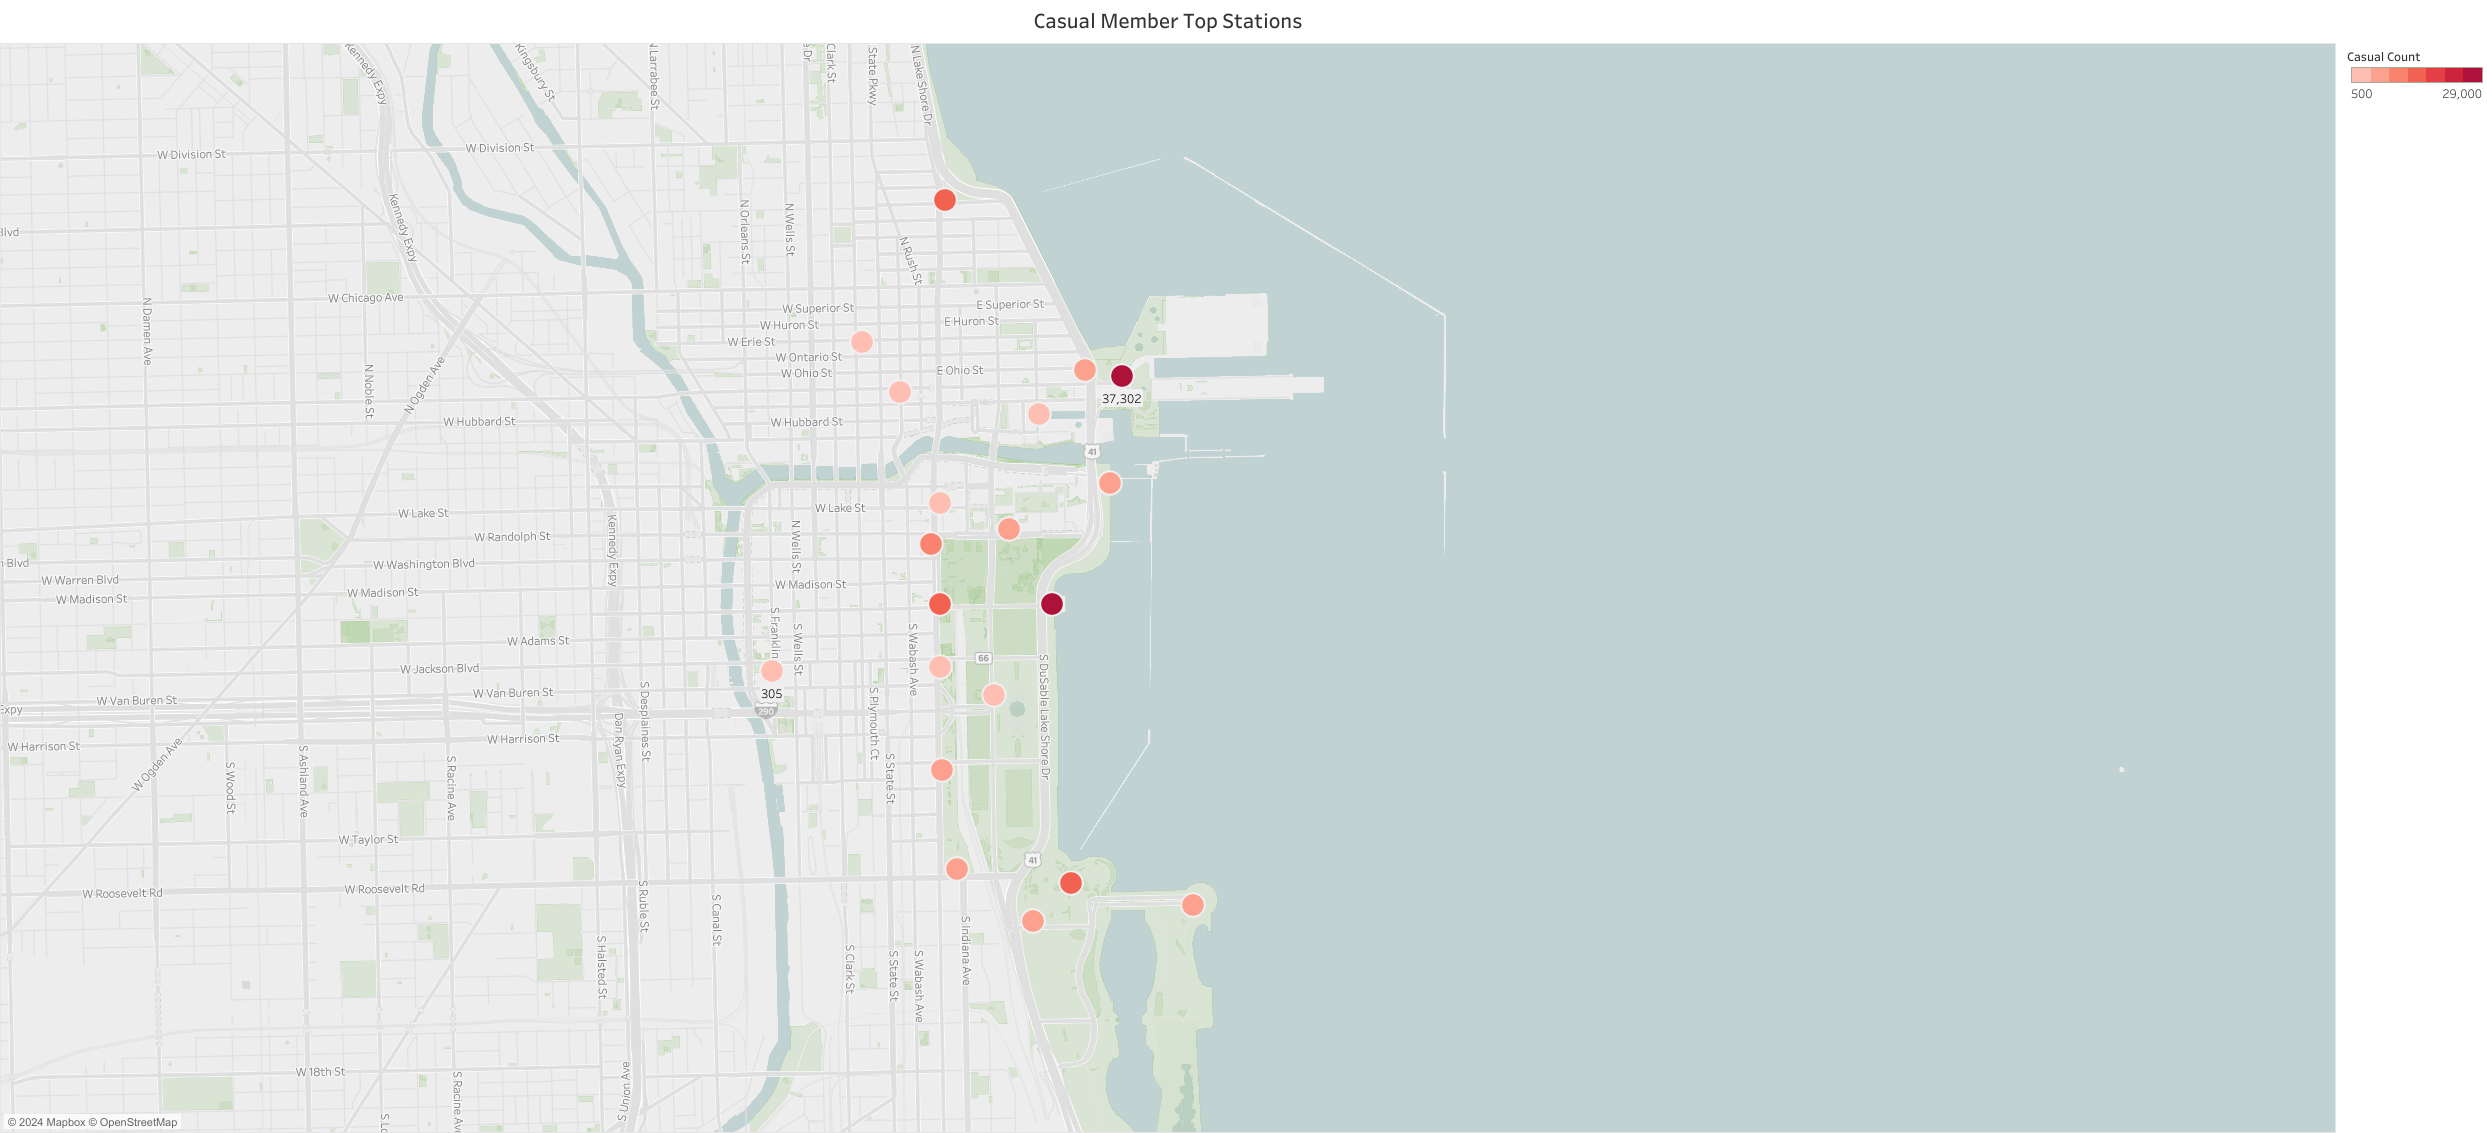 Casual Member Top Stations
Casual Count
500 29,000
Kennedy Expy
Kingsbury St
N Larrabee St
Clark St
State Pkwy
N Lake Shore Dr
W Division St
W Division St
Kennedy Expy
N Orleans St
N Wells St
N Rush St
Blvd
W Chicago Ave
N Damen Ave
W Superior St
E Superior St
W Huron St
E Huron St
W Erie St
W Ontario St
W Ohio St
E Ohio St
N Noble St
N Ogden Ave
37,302
W Hubbard St
W Hubbard St
41
W Lake St
W Lake St
Kennedy Expy
N Wells St
W Randolph St
W Washington Blvd
n Blvd
W Warren Blvd
W Madison St
W Madison St
W Madison St
S Franklin
S Wells St
S Wabash Ave
W Adams St
66
W Jackson Blvd
S DuSable Lake Shore Dr
305
W Van Buren St
W Van Buren St
Expy
290
S Desplaines St
S Plymouth Ct
Dan Ryan Expy
W Harrison St
W Harrison St
W Ogden Ave
S Wood St
S Ashland Ave
S Racine Ave
S State St
W Taylor St
41
W Roosevelt Rd
W Roosevelt Rd
S Ruble St
S Canal St
S Halsted St
S Clark St
S State St
S Wabash Ave
S Indiana Ave
W 18th St
S Racine Av
S Union Ave
S Lo
© 2024 Mapbox © OpenStreetMap